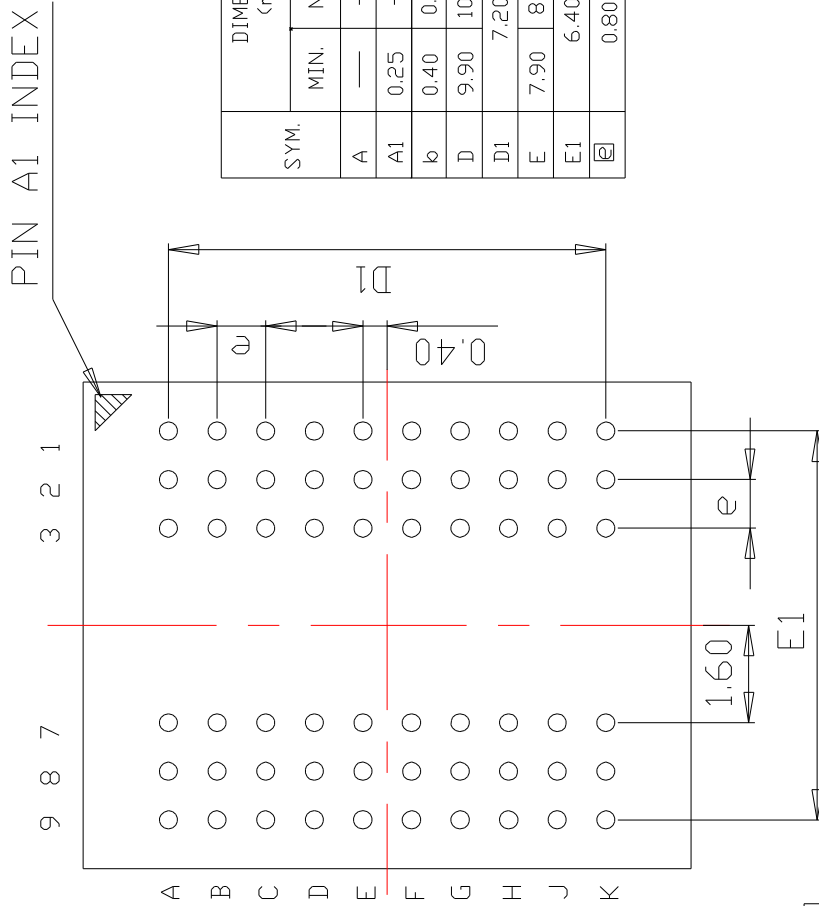 PIN A1 INDEX
SYM.
MIN.
A —
A1 0.25
b 0.40
D 9.90
D1 7.20
E 7.90
E1 6.40
e 0.80
D1
e
0.40
1 2 3 7 8 9
A
B
C
D
E
F
G
H
J
K
e
1.60
E1